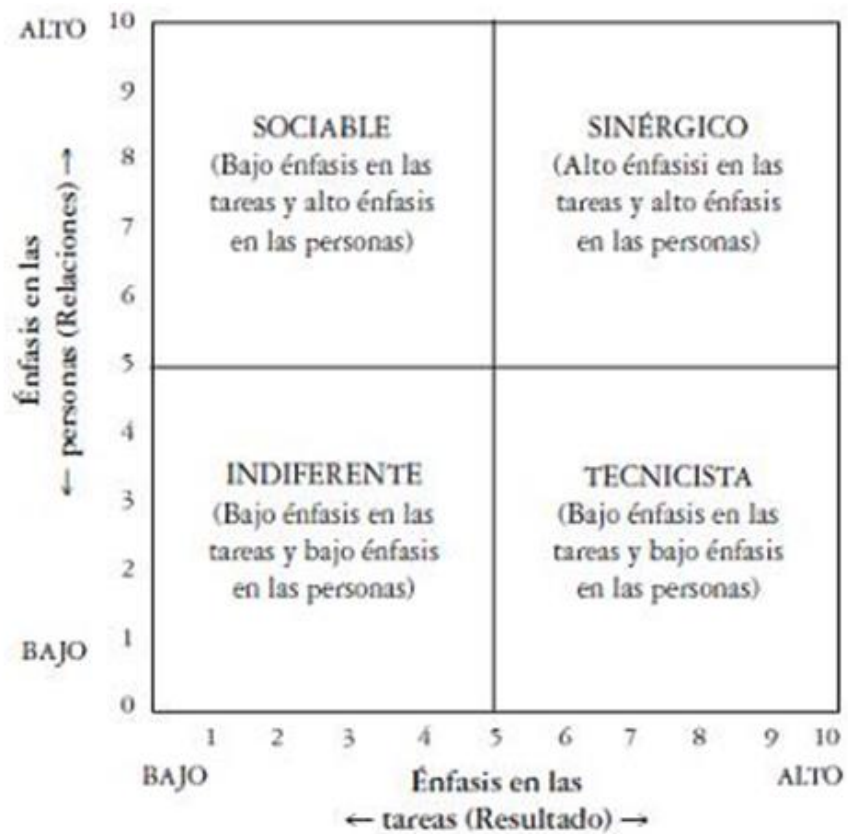 ALTO
10
9
8
7
6
5
4
3
2
1
0
BAJO
Énfasis en las
← personas (Relaciones) →
SOCIABLE
(Bajo énfasis en las
tareas y alto énfasis
en las personas)
SINÉRGICO
(Alto énfasisi en las
tareas y alto énfasis
en las personas)
INDIFERENTE
(Bajo énfasis en las
tareas y bajo énfasis
en las personas)
TECNICISTA
(Bajo énfasis en las
tareas y bajo énfasis
en las personas)
1 2 3 4 5 6 7 8 9 10
BAJO
ALTO
Énfasis en las
← tareas (Resultado) →